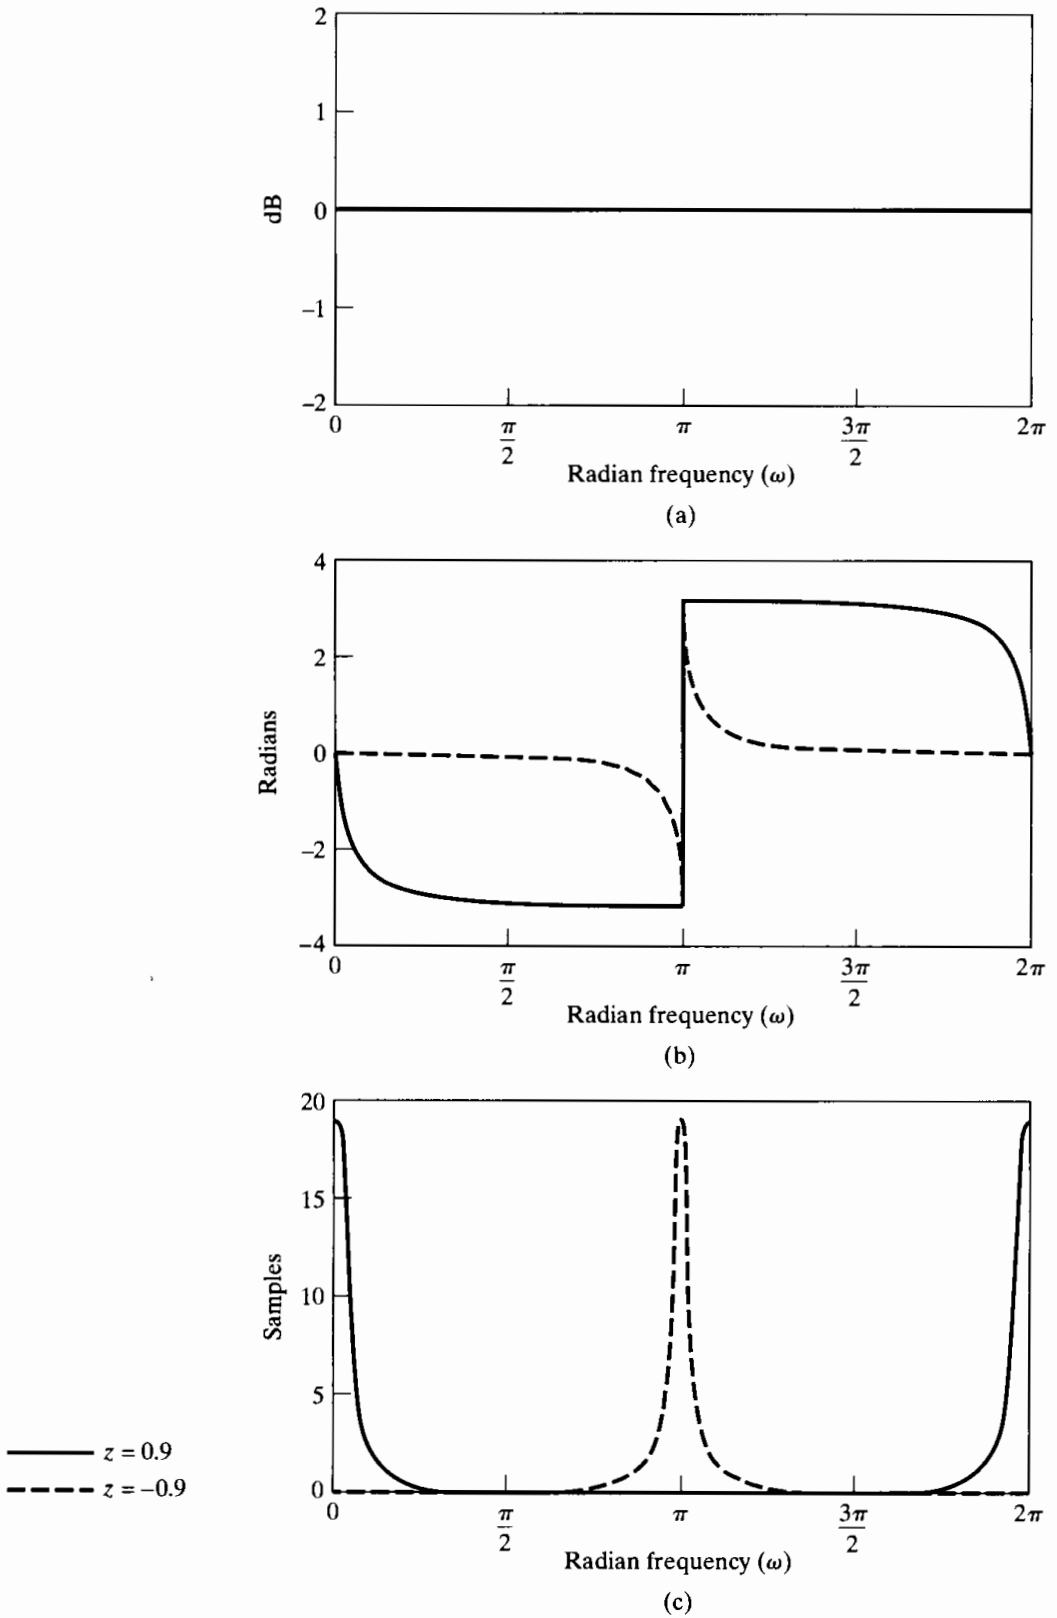 2
1
dB
0
−1
−2
0
π/2
π
3π/2
2π
Radian frequency (ω)
(a)
4
2
Radians
0
−2
−4
0
π/2
π
3π/2
2π
Radian frequency (ω)
(b)
20
15
Samples
10
5
0
z = 0.9
z = −0.9
0
π/2
π
3π/2
2π
Radian frequency (ω)
(c)